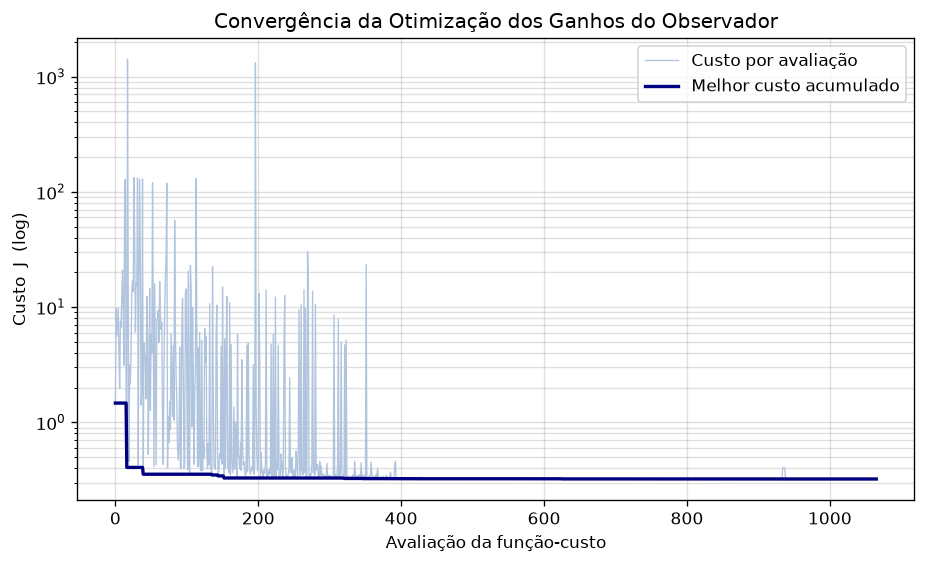 Convergência da Otimização dos Ganhos do Observador
Custo por avaliação
Melhor custo acumulado
Custo J (log)
10³
10²
10¹
10⁰
0 200 400 600 800 1000
Avaliação da função-custo